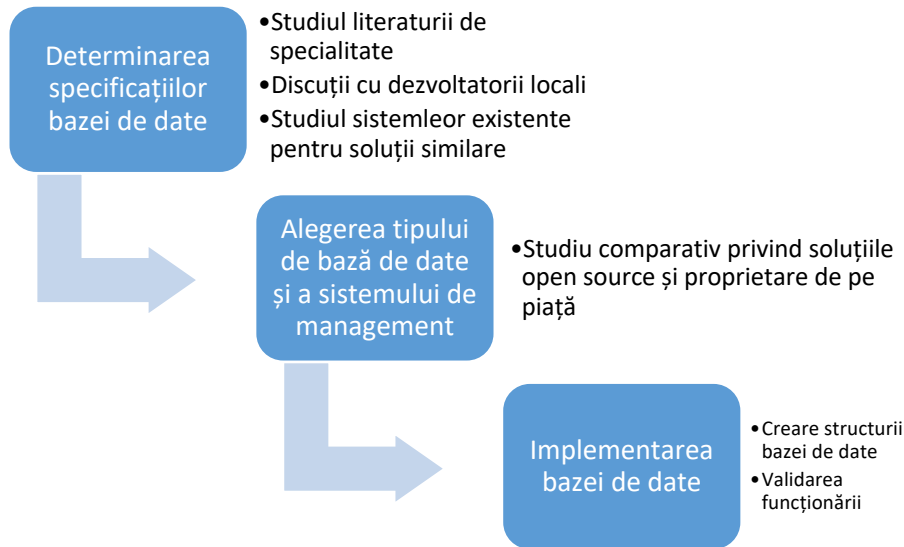 Determinarea
specificațiilor
bazei de date
•Studiul literaturii de
specialitate
•Discuții cu dezvoltatorii locali
•Studiul sistemleor existente
pentru soluții similare
Alegerea tipului
de bază de date
și a sistemului de
management
•Studiu comparativ privind soluțiile
open source și proprietare de pe
piață
Implementarea
bazei de date
•Creare structurii
bazei de date
•Validarea
funcționării